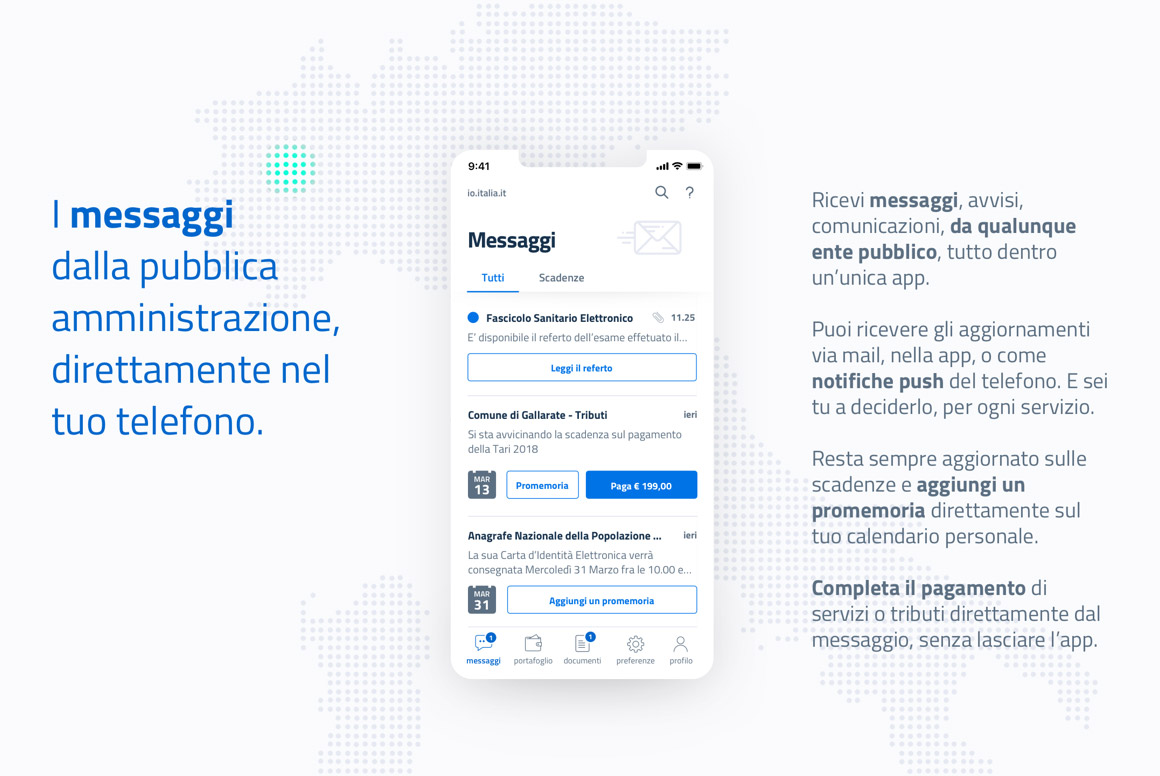 I messaggi
dalla pubblica
amministrazione,
direttamente nel
tuo telefono.
9:41
io.italia.it
?
Messaggi
Tutti
Scadenze
Fascicolo Sanitario Elettronico
11.25
E' disponibile il referto dell'esame effetuato il...
Leggi il referto
Comune di Gallarate - Tributi
ieri
Si sta avvicinando la scadenza sul pagamento
della Tari 2018
MAR
13
Promemoria
Paga € 199,00
Anagrafe Nazionale della Popolazione ...
ieri
La sua Carta d'Identità Elettronica verrà
consegnata Mercoledì 31 Marzo fra le 10.00 e...
MAR
31
Aggiungi un promemoria
1
messaggi
portafoglio
1
documenti
preferenze
profilo
Ricevi messaggi, avvisi,
comunicazioni, da qualunque
ente pubblico, tutto dentro
un'unica app.
Puoi ricevere gli aggiornamenti
via mail, nella app, o come
notifiche push del telefono. E sei
tu a deciderlo, per ogni servizio.
Resta sempre aggiornato sulle
scadenze e aggiungi un
promemoria direttamente sul
tuo calendario personale.
Completa il pagamento di
servizi o tributi direttamente dal
messaggio, senza lasciare l'app.